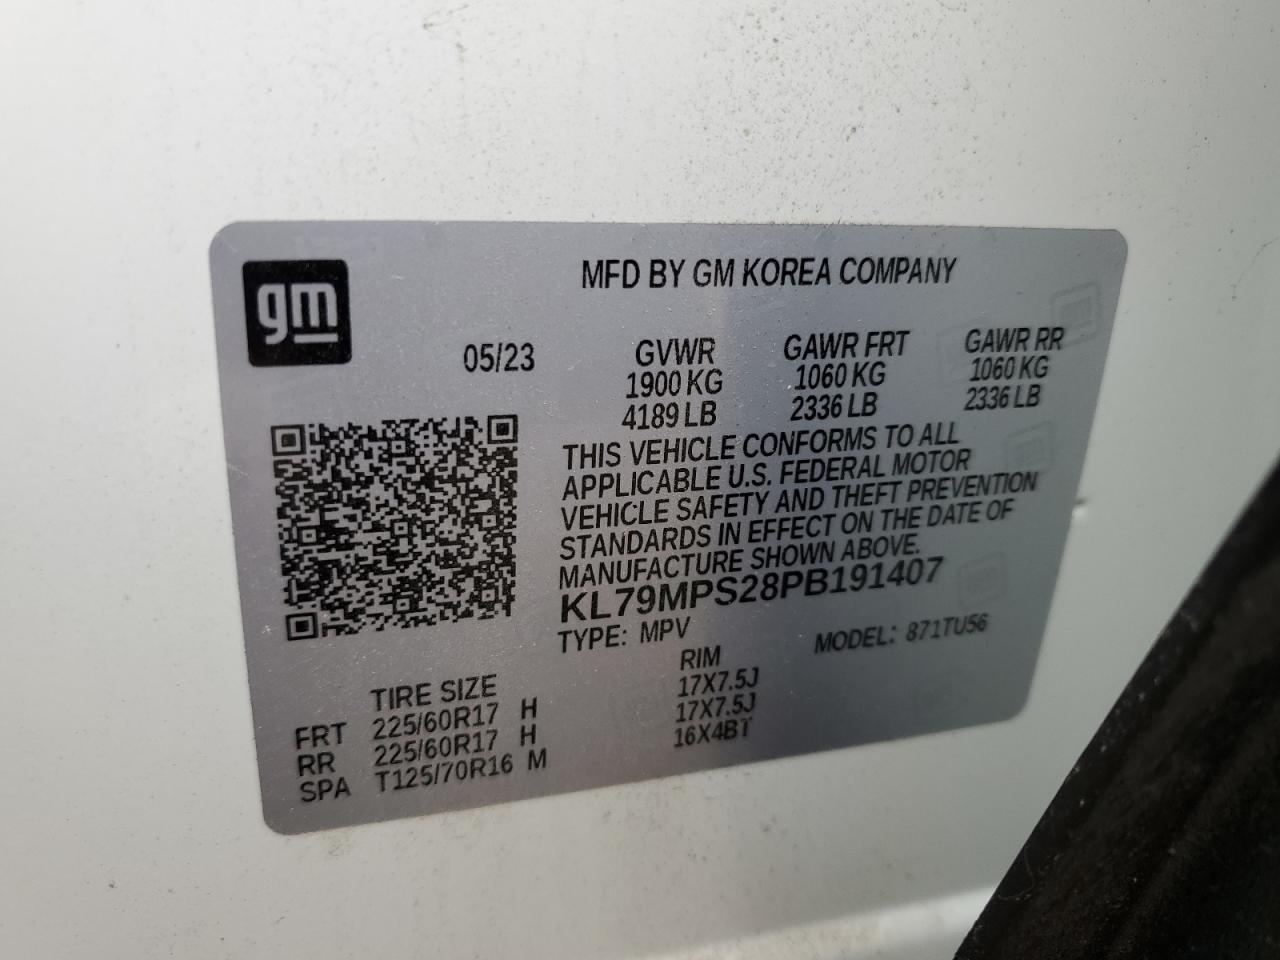 gm
MFD BY GM KOREA COMPANY
05/23 GVWR GAWR FRT GAWR RR
1900 KG 1060 KG 1060 KG
4189 LB 2336 LB 2336 LB
THIS VEHICLE CONFORMS TO ALL
APPLICABLE U.S. FEDERAL MOTOR
VEHICLE SAFETY AND THEFT PREVENTION
STANDARDS IN EFFECT ON THE DATE OF
MANUFACTURE SHOWN ABOVE.
KL79MPS28PB191407
TYPE: MPV MODEL: 871TU56
TIRE SIZE RIM
FRT 225/60R17 H 17X7.5J
RR 225/60R17 H 17X7.5J
SPA T125/70R16 M 16X4BT